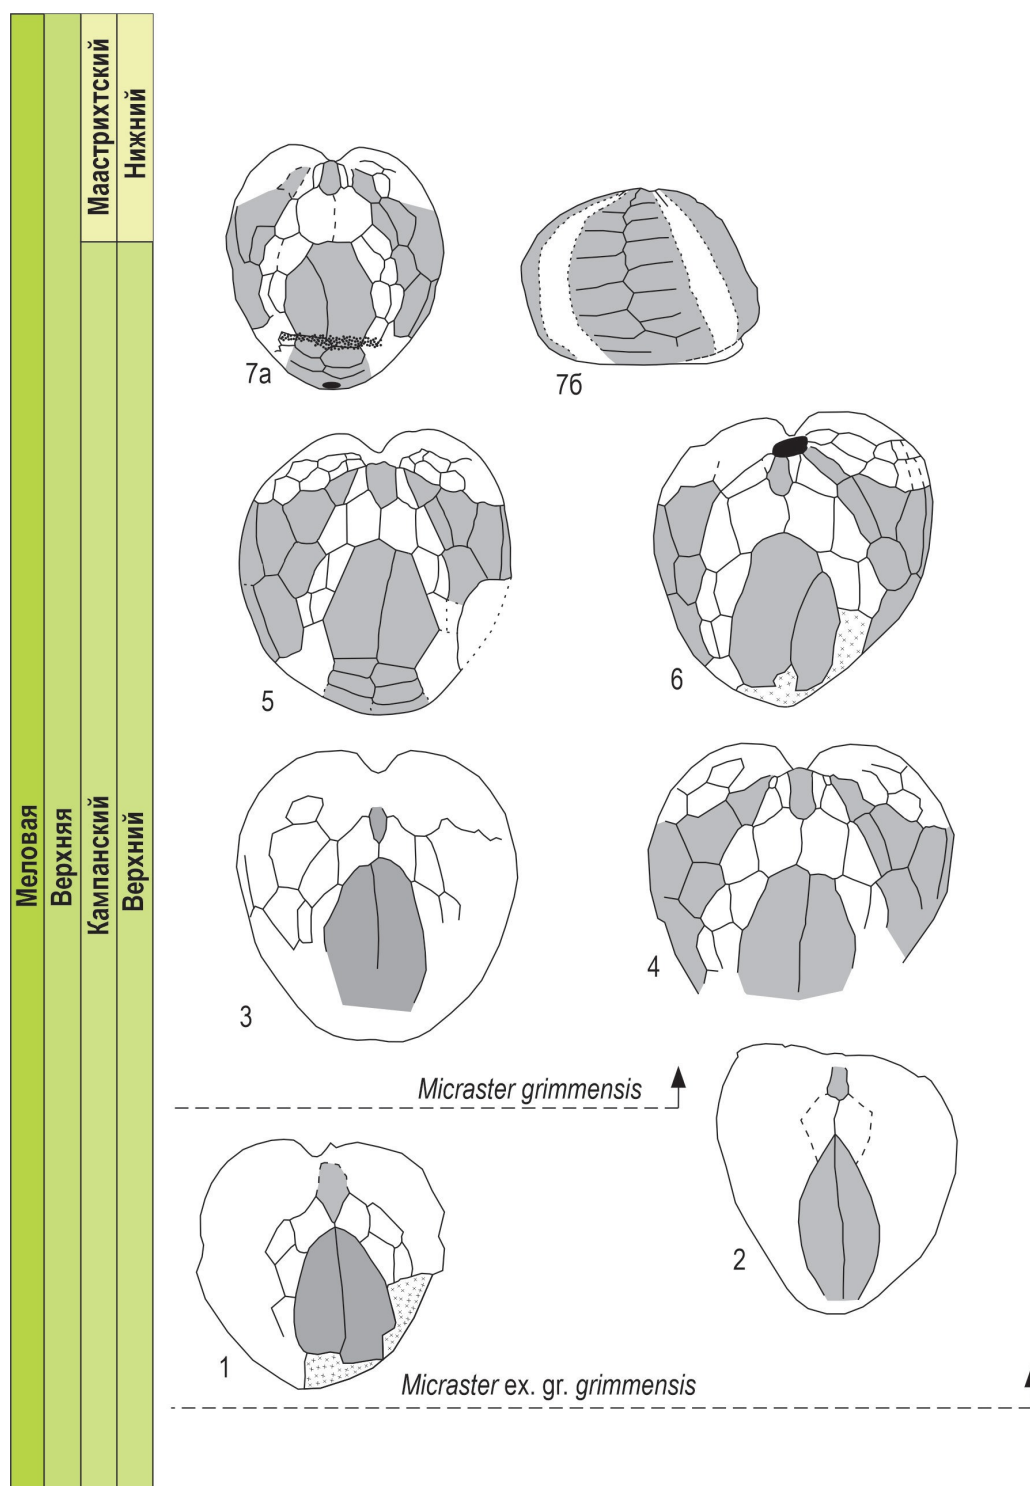 Меловая
Верхняя
Маастрихтский
Нижний
Кампанский
Верхний
7а
7б
5
6
3
4
Micraster grimmensis
1
2
Micraster ex. gr. grimmensis